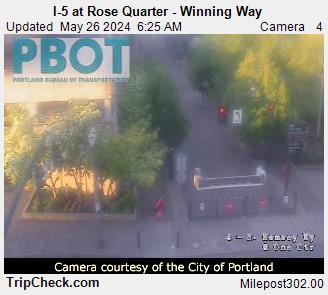 I-5 at Rose Quarter - Winning Way
Updated May 26 2024 6:25 AM Camera 4
PBOT
PORTLAND BUREAU OF TRANSPORTATION
N Ctr
Camera courtesy of the City of Portland
TripCheck.com Milepost302.00